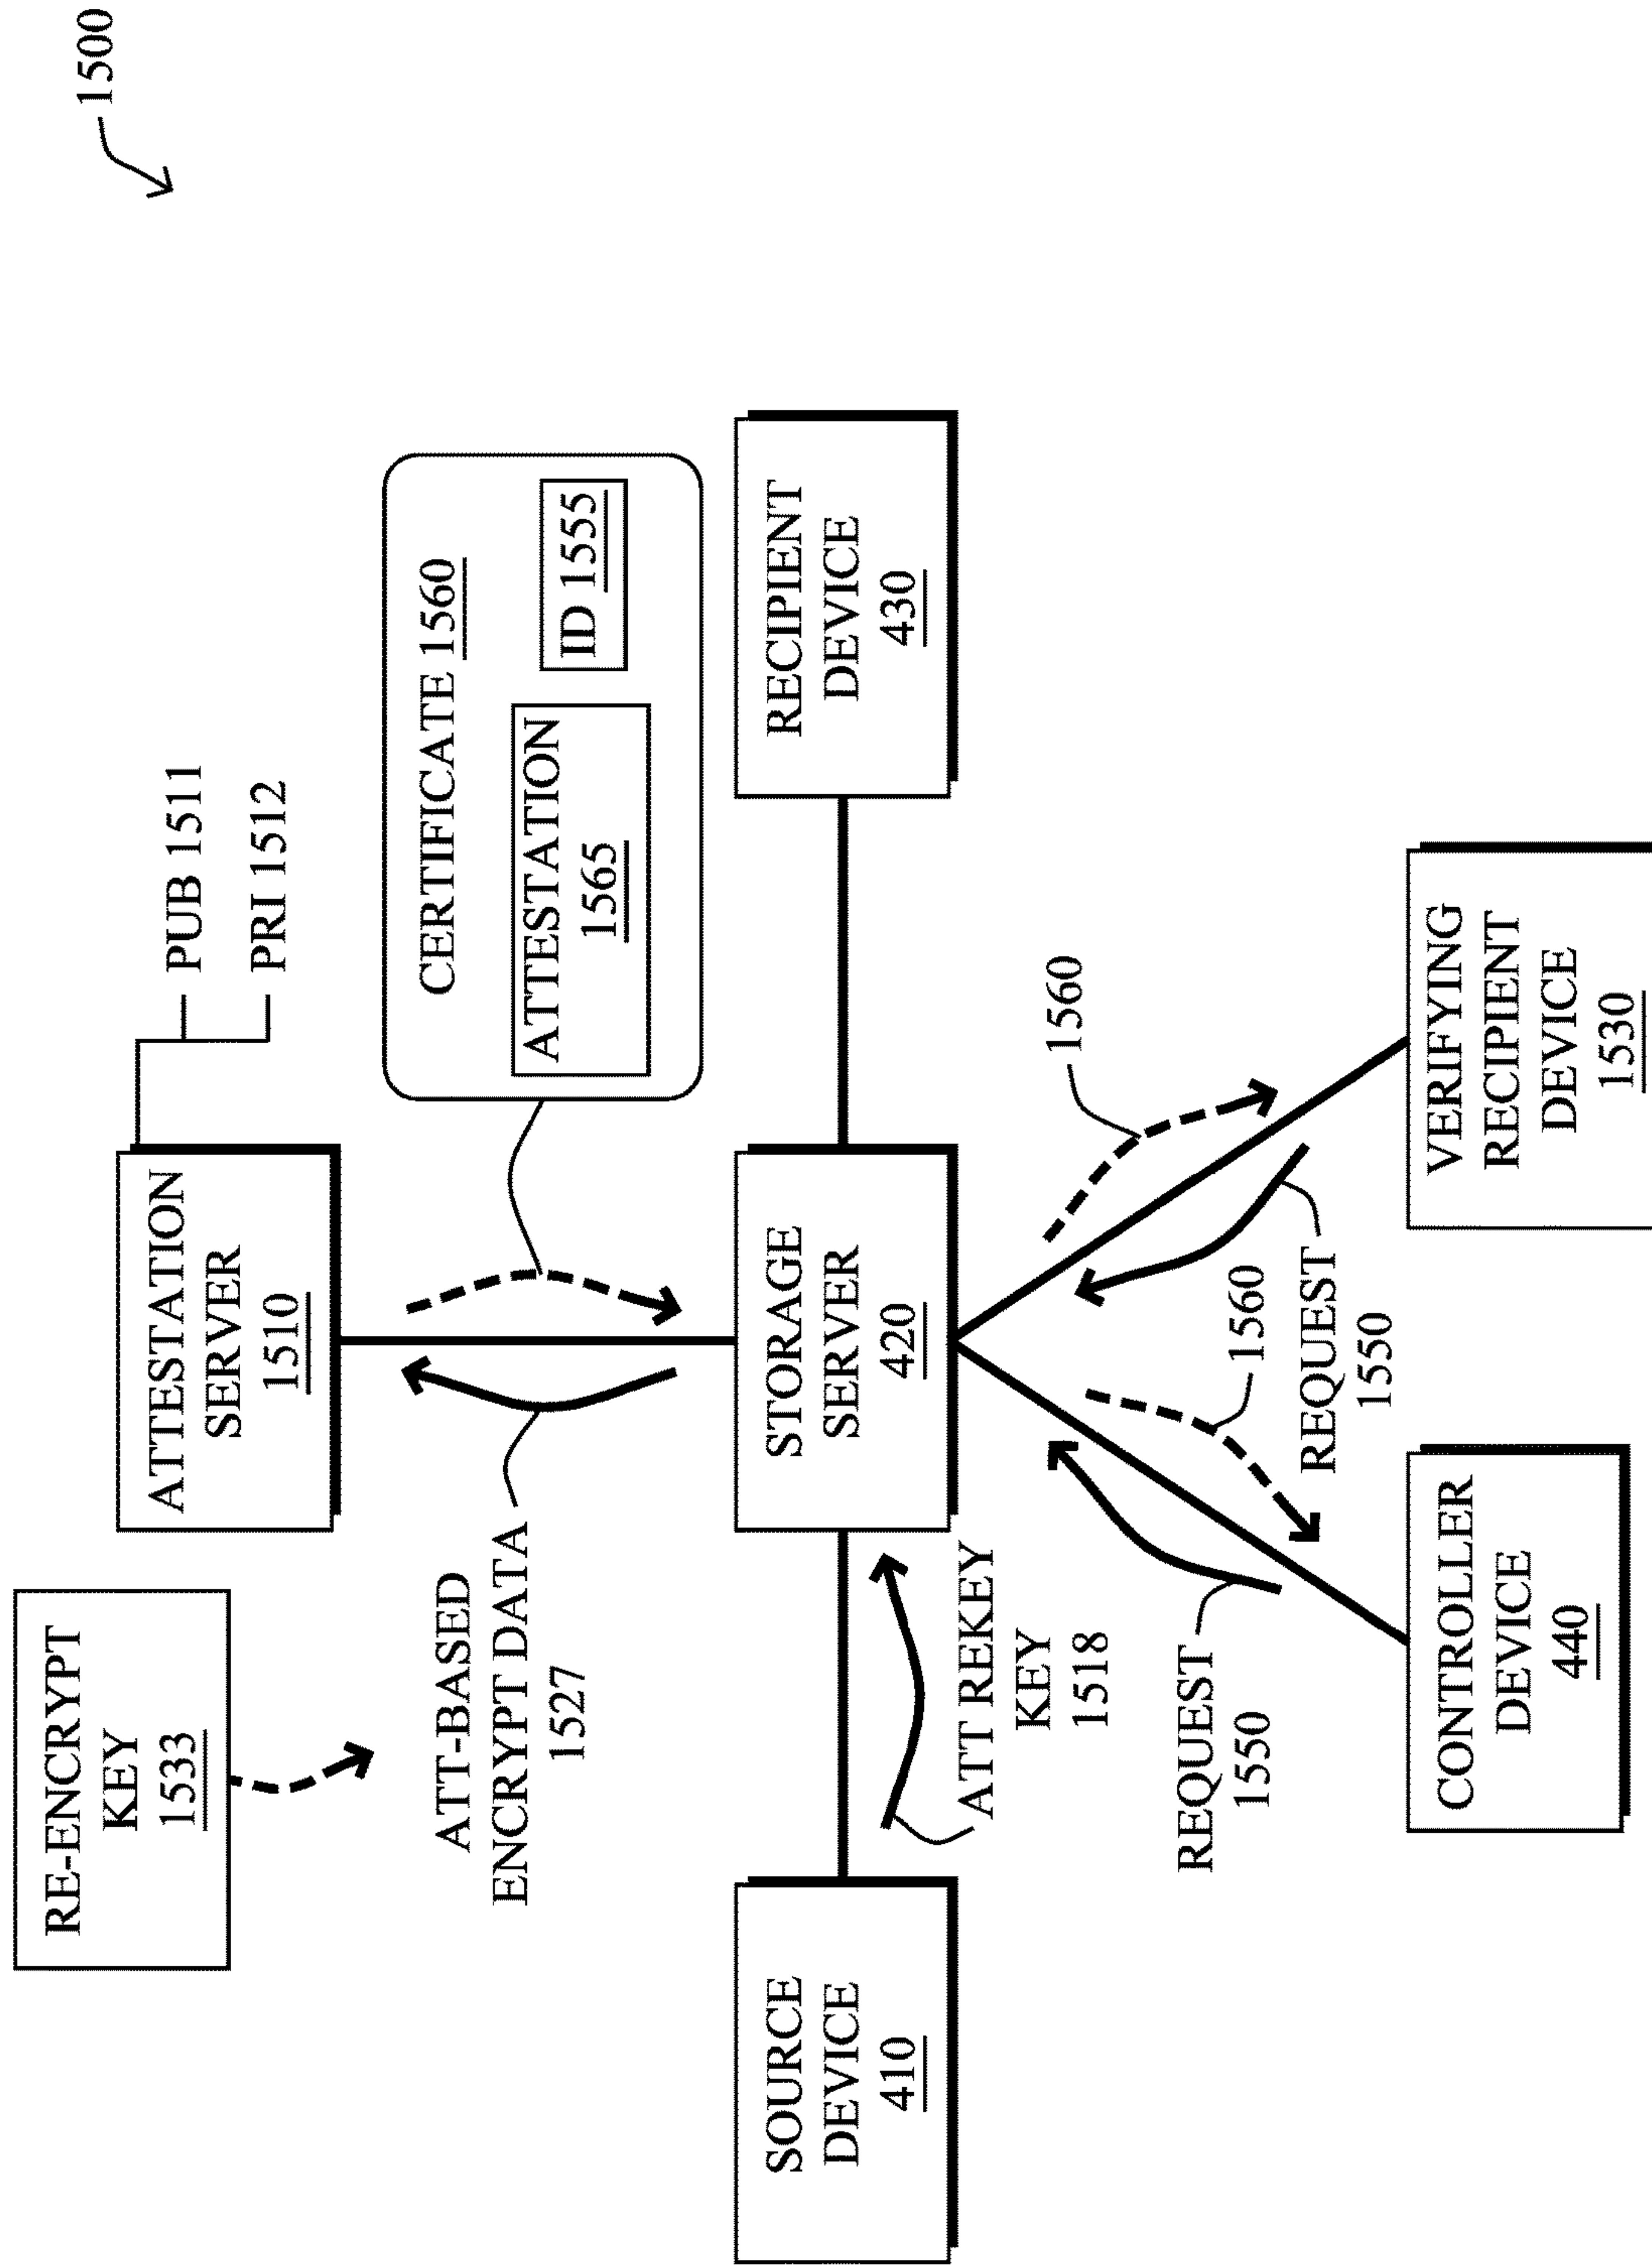 1500
RE-ENCRYPT
KEY
1533
ATTESTATION
SERVER
1510
PUB 1511
PRI 1512
ATT-BASED
ENCRYPT DATA
1527
CERTIFICATE 1560
ATTESTATION
1565
ID 1555
SOURCE
DEVICE
410
STORAGE
SERVER
420
RECIPIENT
DEVICE
430
ATT REKEY
KEY
1518
1560
REQUEST
1550
1560
REQUEST
1550
CONTROLLER
DEVICE
440
VERIFYING
RECIPIENT
DEVICE
1530